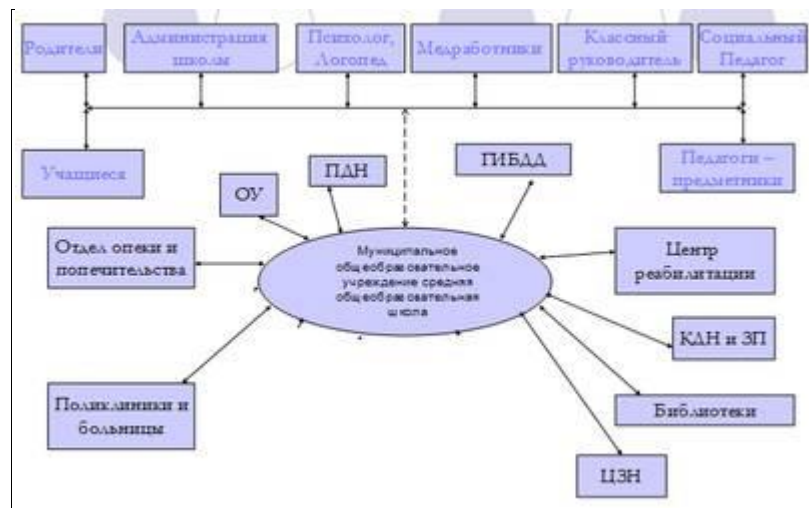 Родители
Администрация
школы
Психолог,
Логопед
Медработники
Классный
руководитель
Социальный
Педагог
Учащиеся
Педагоги –
предметники
ОУ
ПДН
ГИБДД
Отдел опеки и
попечительства
Муниципальное
общеобразовательное
учреждение средняя
общеобразовательная
школа
Центр
реабилитации
КДН и ЗП
Поликлиники и
больницы
Библиотеки
ЦЗН